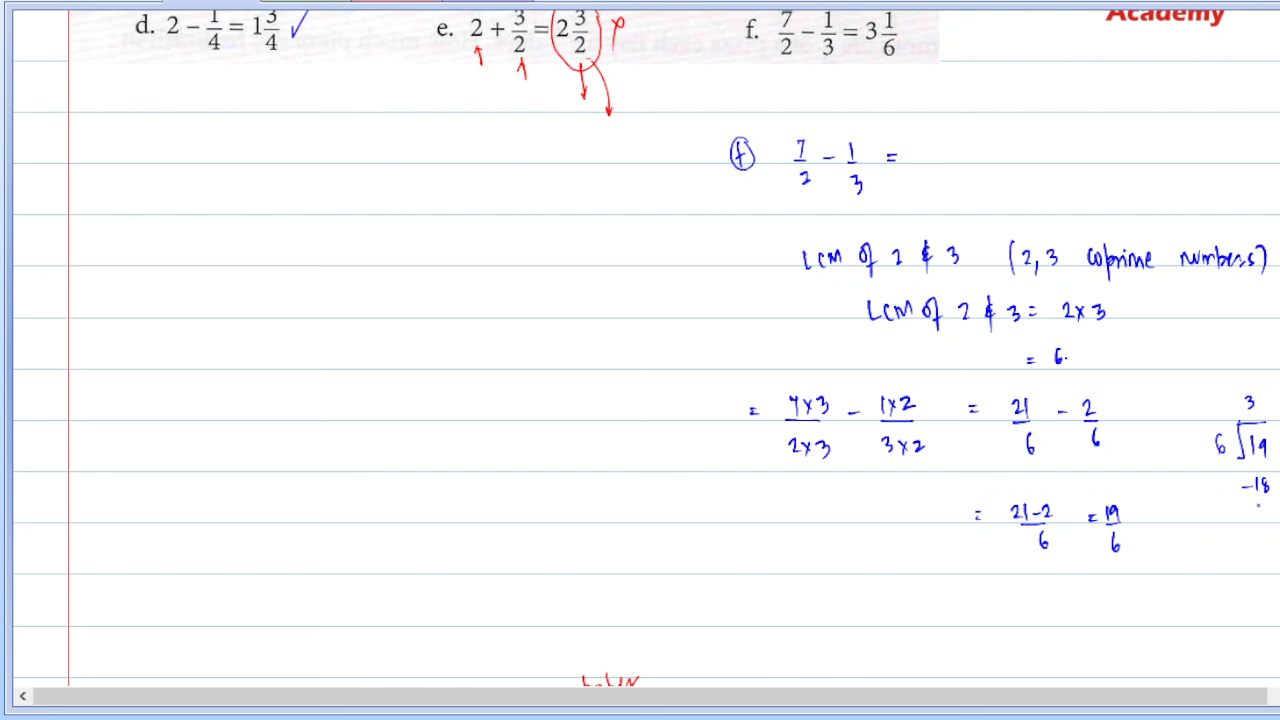 Academy
d. 2 − 1/4 = 1 3/4 ✓
e. 2 + 3/2 = 2 3/2
f. 7/2 − 1/3 = 3 1/6
(f) 7/2 − 1/3 =
LCM of 2 & 3 (2, 3 coprime numbers)
LCM of 2 & 3 = 2×3
= 6.
= 7×3/2×3 − 1×2/3×2 = 21/6 − 2/6
= 21−2/6 = 19/6
3
6 19
−18